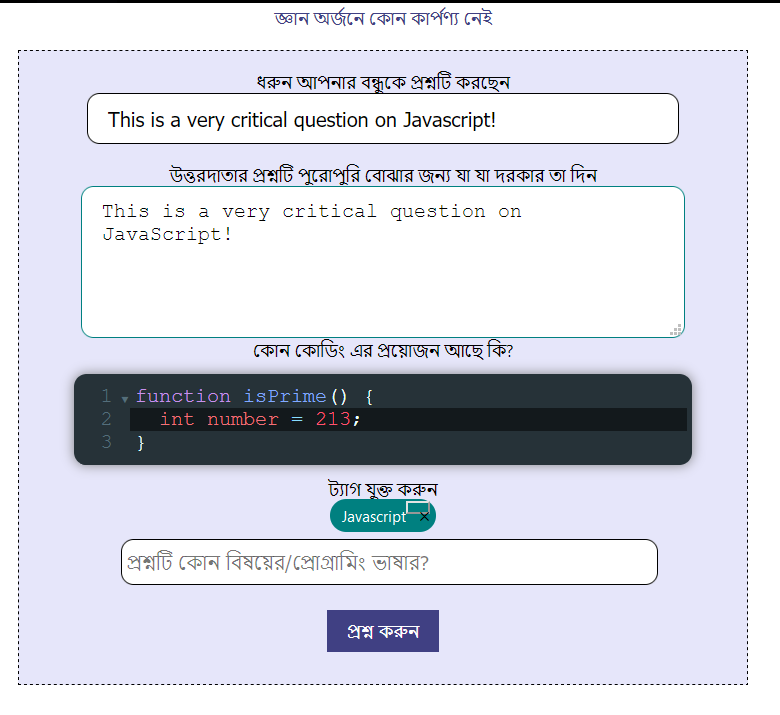 জ্ঞান অর্জনে কোন কার্পণ্য নেই
ধরুন আপনার বন্ধুকে প্রশ্নটি করছেন
This is a very critical question on Javascript!
উত্তরদাতার প্রশ্নটি পুরোপুরি বোঝার জন্য যা যা দরকার তা দিন
This is a very critical question on
JavaScript!
কোন কোডিং এর প্রয়োজন আছে কি?
1 function isPrime() {
2 int number = 213;
3 }
ট্যাগ যুক্ত করুন
Javascript ×
প্রশ্নটি কোন বিষয়ের/প্রোগ্রামিং ভাষার?
প্রশ্ন করুন